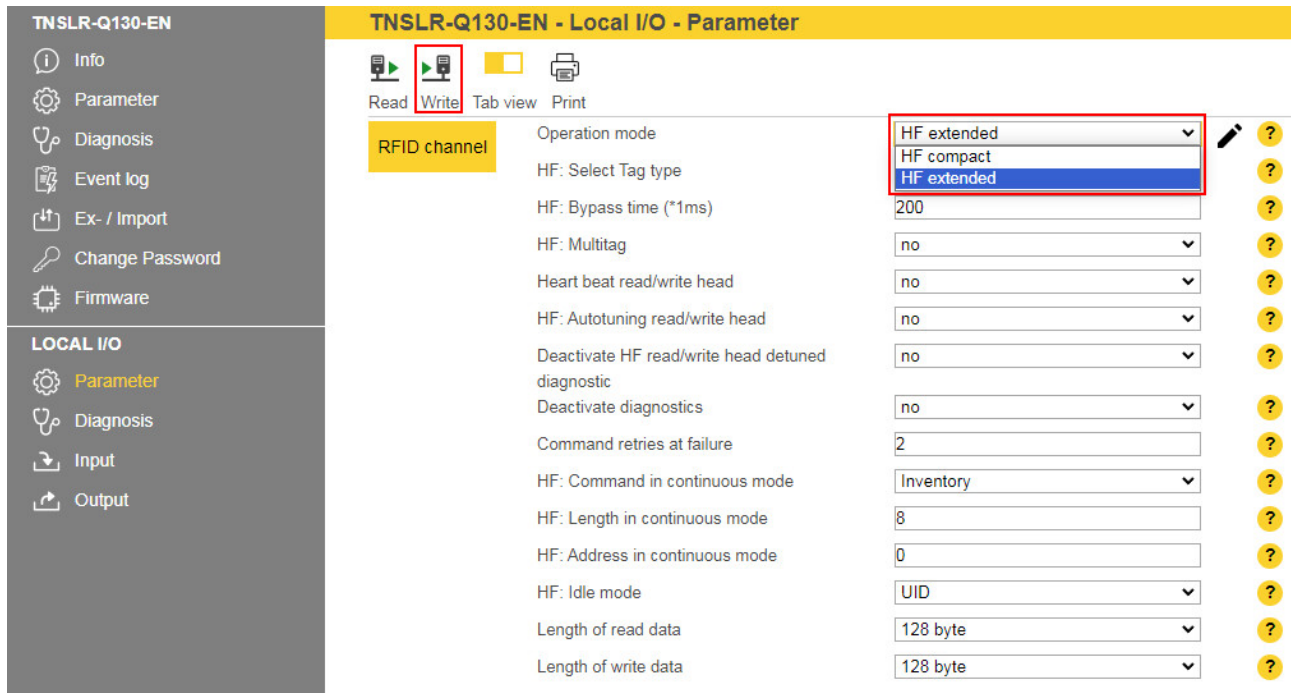 TNSLR-Q130-EN
Info
Parameter
Diagnosis
Event log
Ex- / Import
Change Password
Firmware
LOCAL I/O
Parameter
Diagnosis
Input
Output
TNSLR-Q130-EN - Local I/O - Parameter
Read Write Tab view Print
RFID channel
Operation mode HF extended ?
HF compact
HF extended
HF: Select Tag type ?
HF: Bypass time (*1ms) 200 ?
HF: Multitag no ?
Heart beat read/write head no ?
HF: Autotuning read/write head no ?
Deactivate HF read/write head detuned no ?
diagnostic
Deactivate diagnostics no ?
Command retries at failure 2 ?
HF: Command in continuous mode Inventory ?
HF: Length in continuous mode 8 ?
HF: Address in continuous mode 0 ?
HF: Idle mode UID ?
Length of read data 128 byte ?
Length of write data 128 byte ?